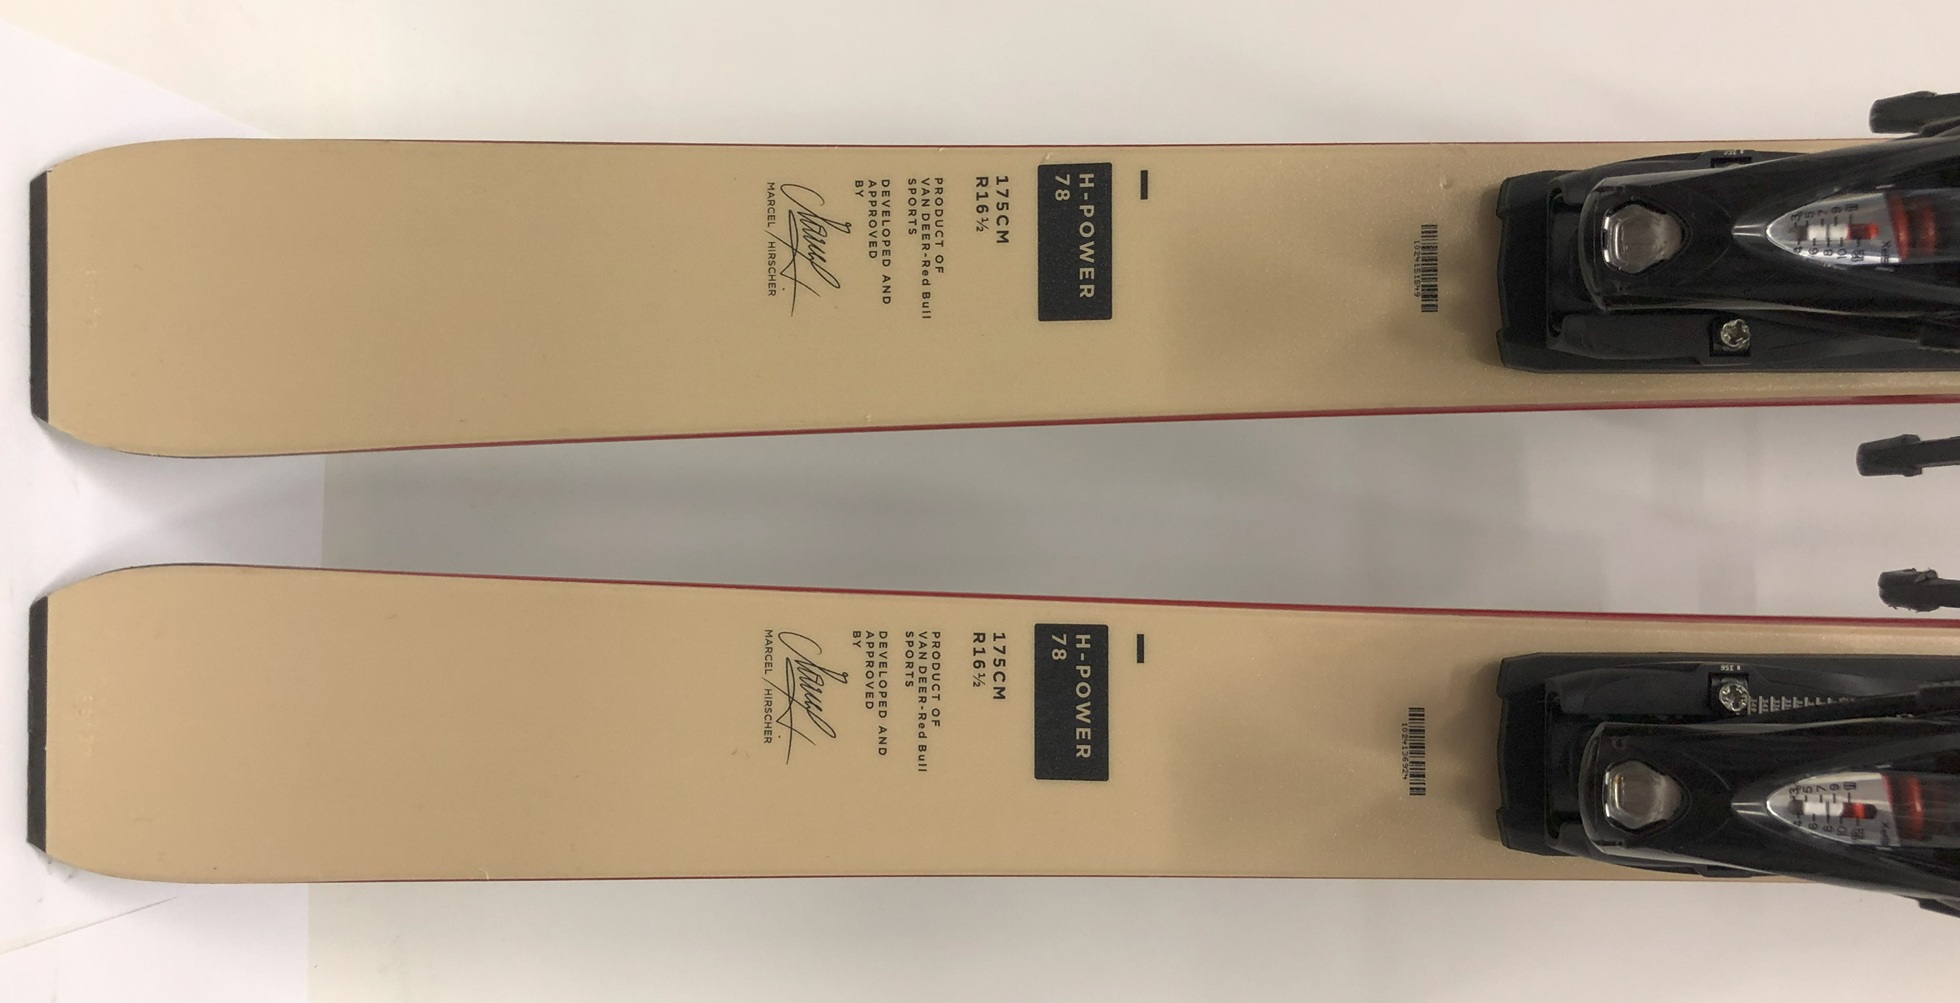 H-POWER
78
175CM
R16½
PRODUCT OF
VAN DEER-Red Bull
SPORTS
DEVELOPED AND
APPROVED
BY
MARCEL / HIRSCHER
H-POWER
78
175CM
R16½
PRODUCT OF
VAN DEER-Red Bull
SPORTS
DEVELOPED AND
APPROVED
BY
MARCEL / HIRSCHER
1024136924